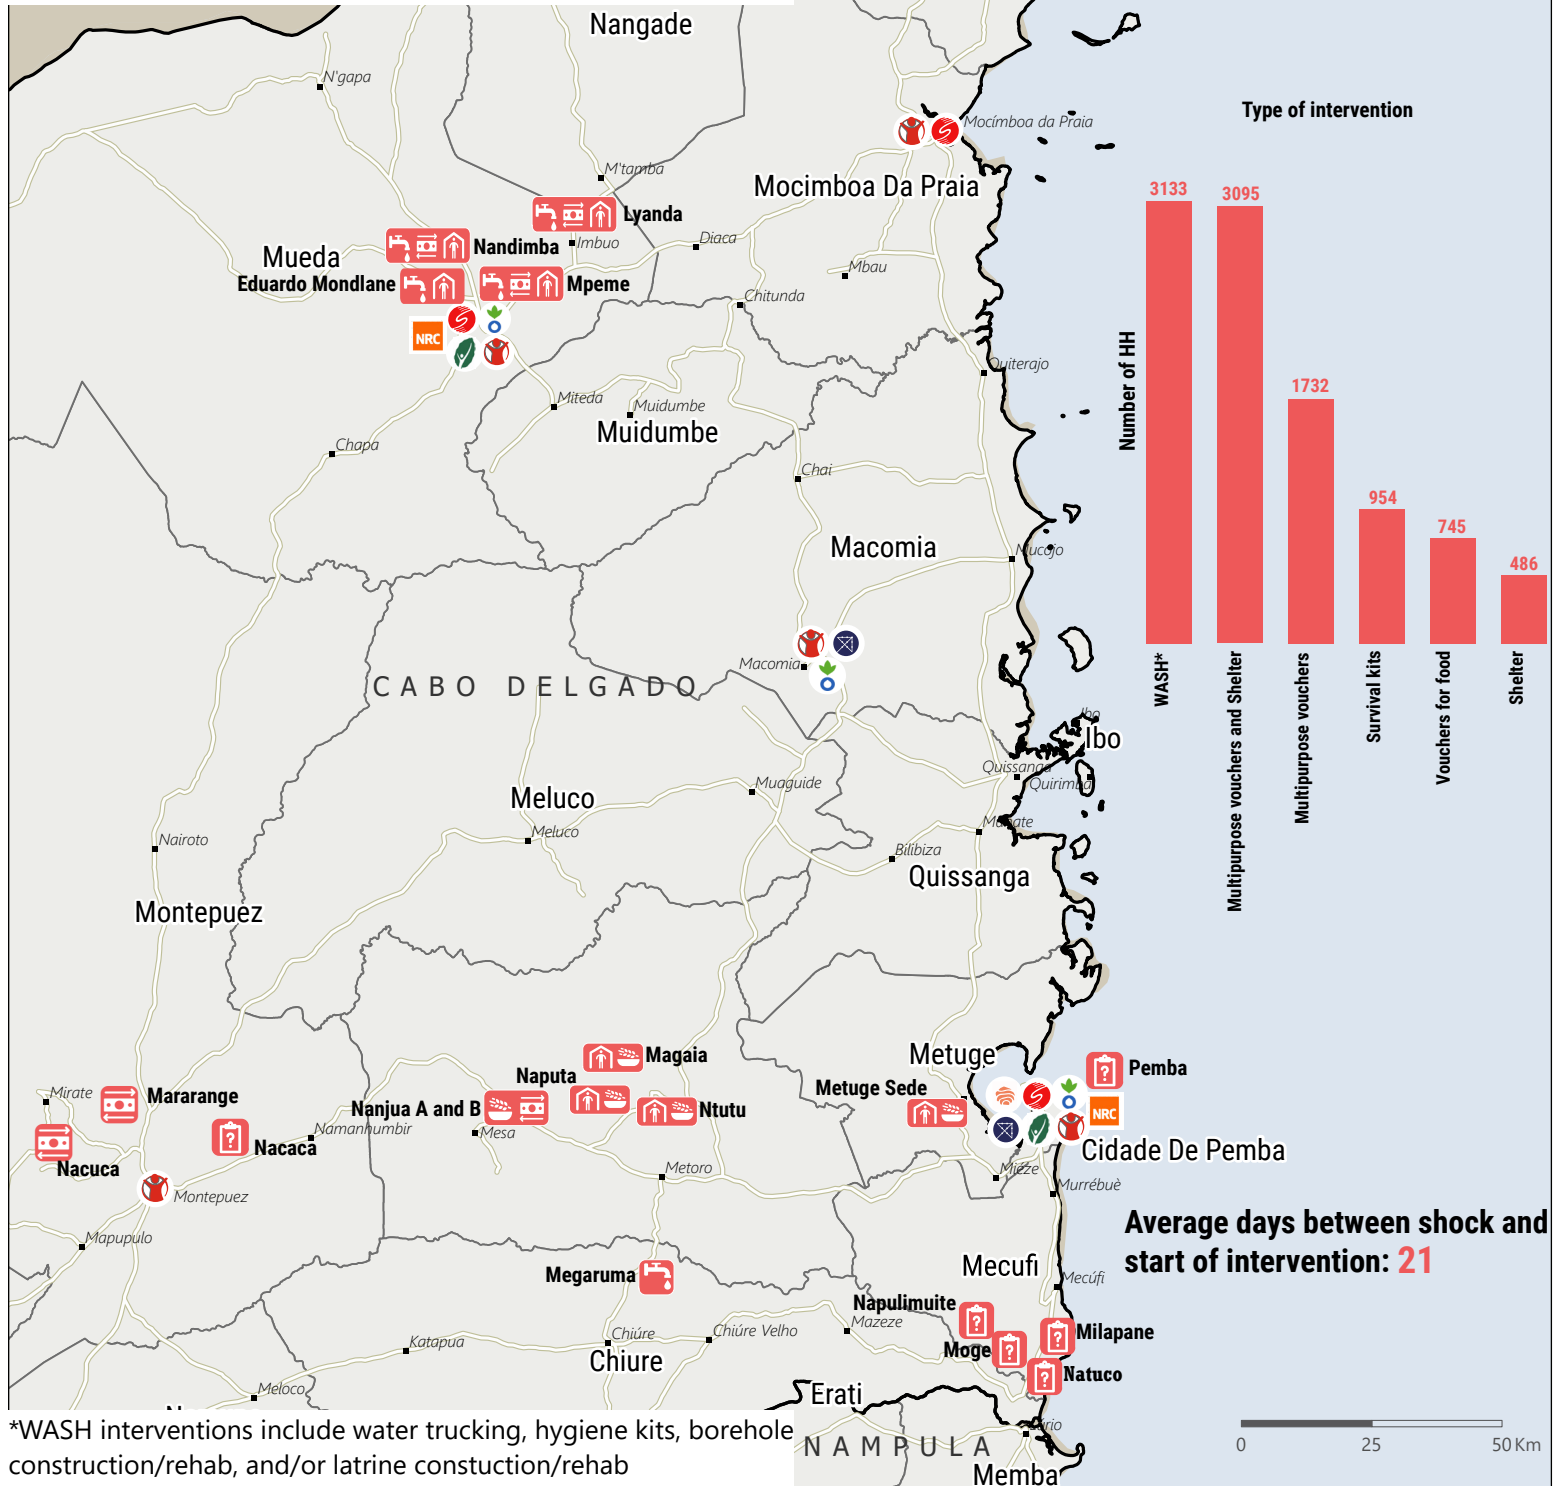 Nangade
N'gapa
Mocímboa da Praia
Type of intervention
M'tamba
Mocimboa Da Praia
3133
3095
Lyanda
Nandimba
Imbuo
Diaca
Mueda
Mbau
Eduardo Mondlane
Mpeme
Chitunda
NRC
Quiterajo
Number of HH
1732
Miteda
Muidumbe
Muidumbe
Chapa
Chai
954
745
486
Macomia
Mucojo
Macomia
CABO DELGADO
WASH*
Multipurpose vouchers and Shelter
Multipurpose vouchers
Survival kits
Vouchers for food
Shelter
Ibo
Ibo
Quissanga
Quirimba
Muaguide
Meluco
Meluco
Mahate
Nairoto
Bilibiza
Quissanga
Montepuez
Metuge
Magaia
Pemba
Naputa
Metuge Sede
Mirate
Mararange
Nanjua A and B
Ntutu
NRC
Namanhumbir
Mesa
Nacaca
Cidade De Pemba
Nacuca
Metoro
Miéze
Montepuez
Murrébuè
Mapupulo
Average days between shock and
start of intervention: 21
Megaruma
Mecufi
Mecúfi
Napulimuite
Mazeze
Chiúre
Chiúre Velho
Milapane
Katapua
Moge
Chiure
Natuco
Meloco
Erati
*WASH interventions include water trucking, hygiene kits, borehole
construction/rehab, and/or latrine constuction/rehab
NAMPULA
Memba
0 25 50 Km